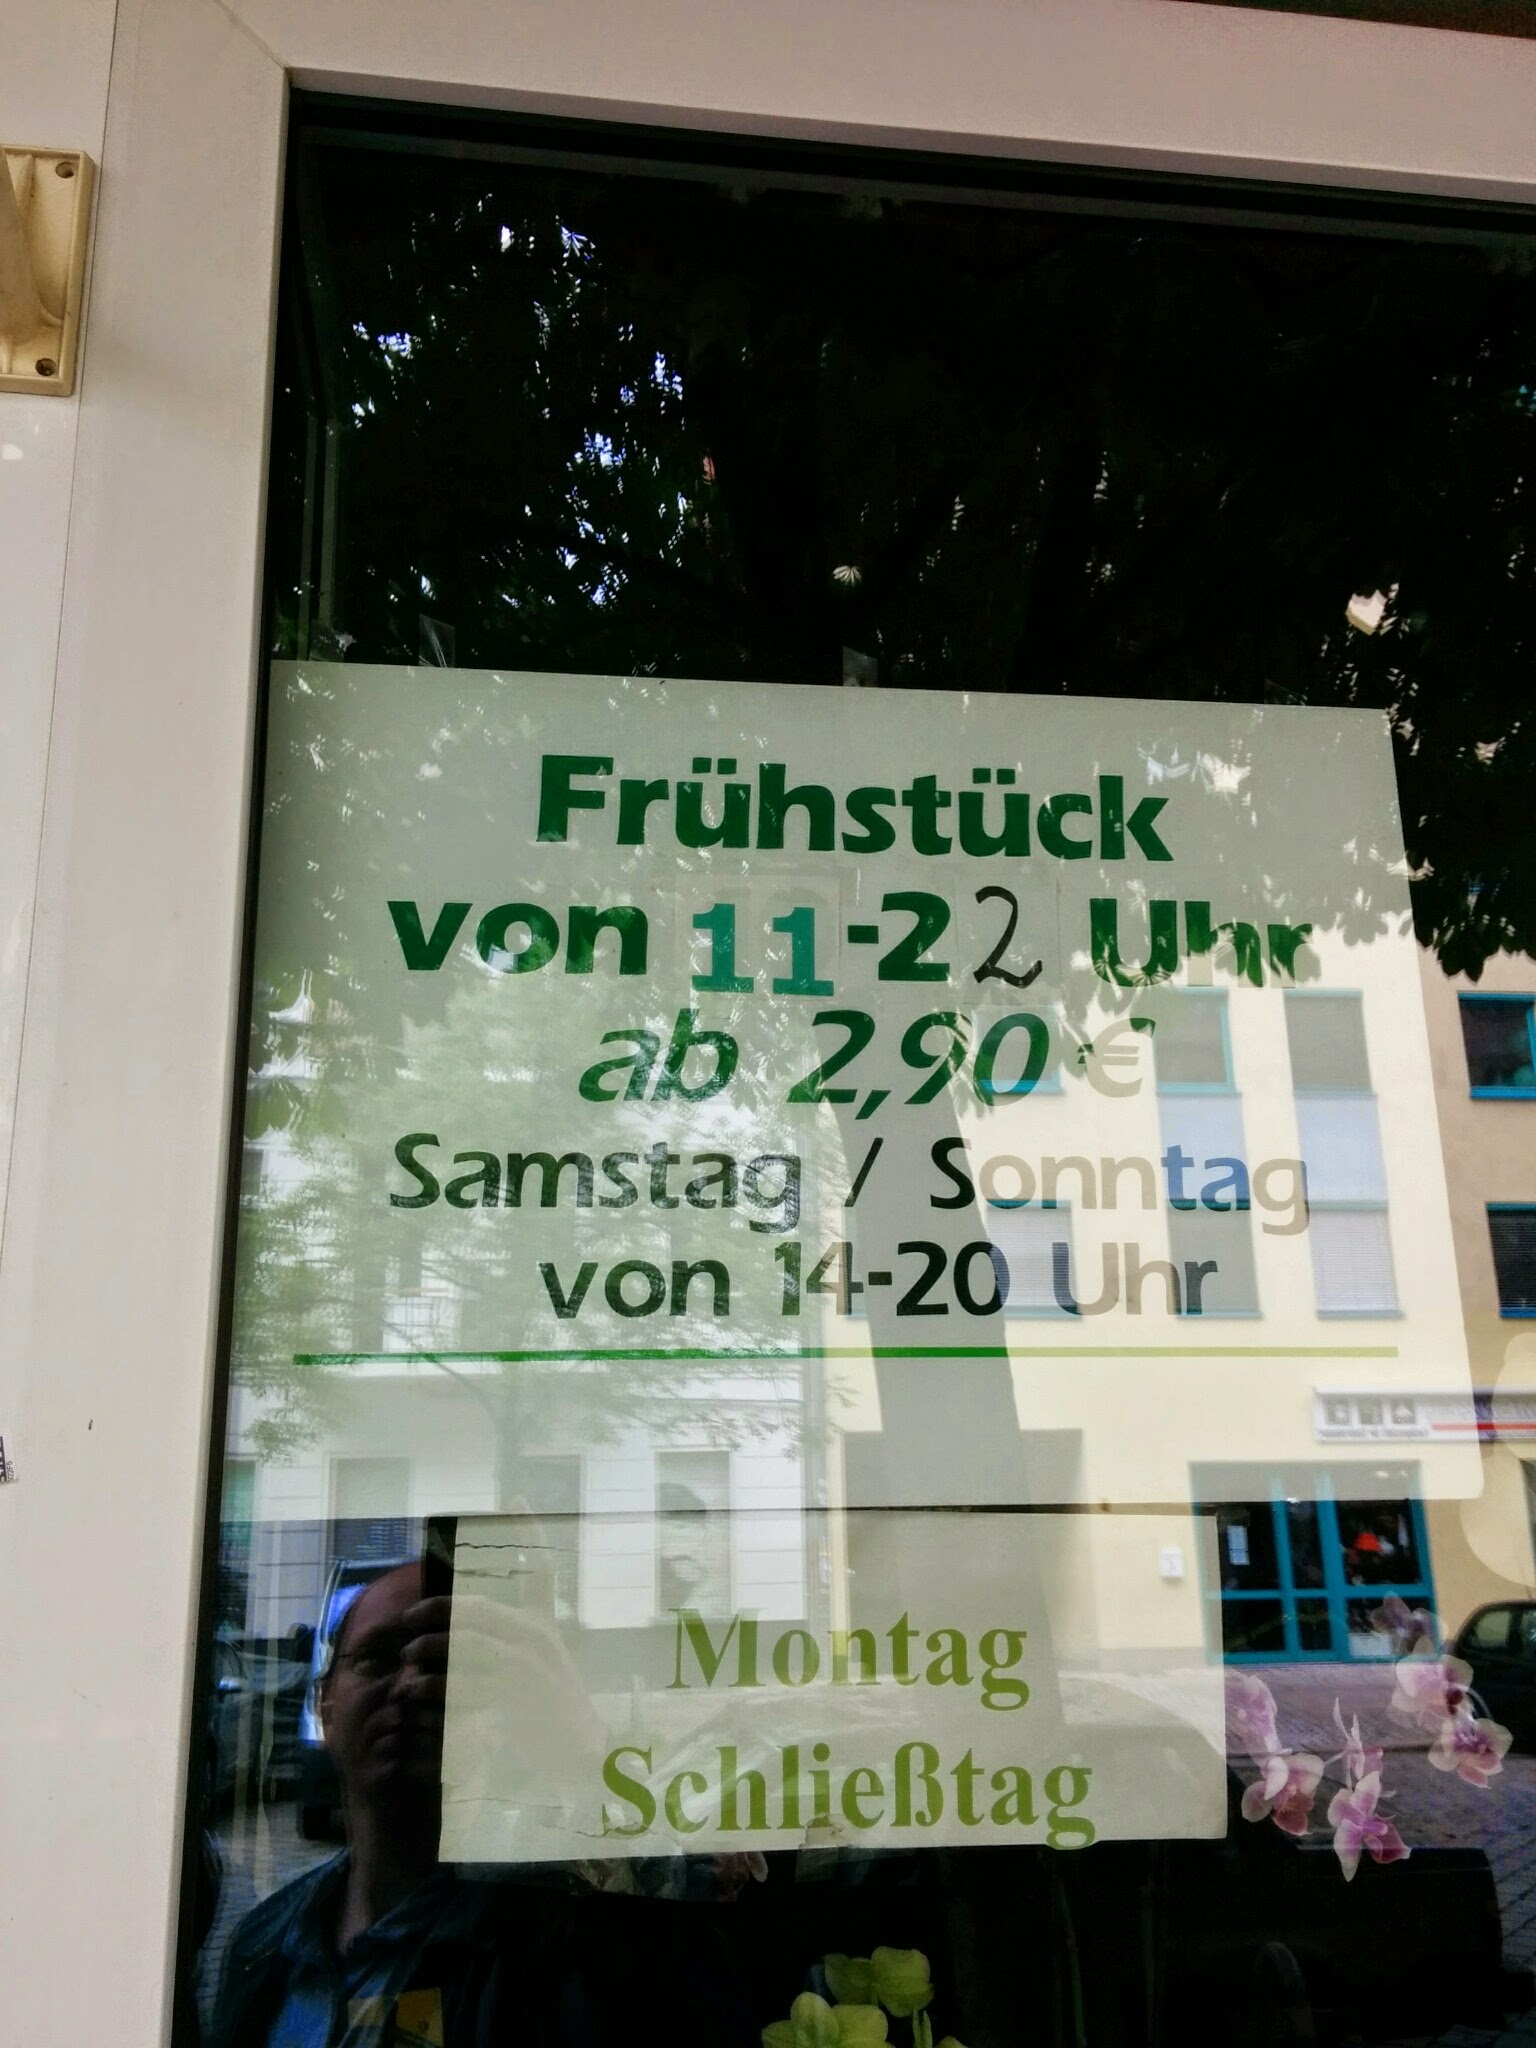 Frühstück
von 11-22 Uhr
ab 2,90 €
Samstag / Sonntag
von 14-20 Uhr
Montag
Schließtag